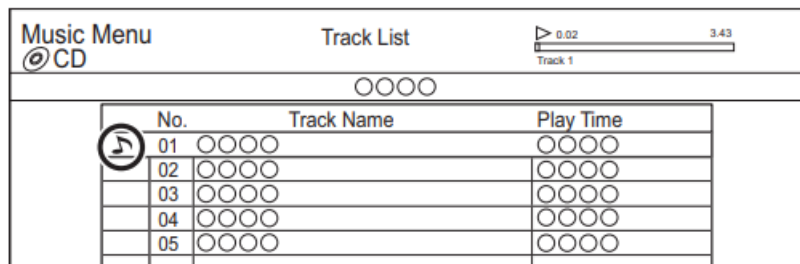 Music Menu
CD
Track List
0.02 3.43
Track 1
○○○○
No. Track Name Play Time
01 ○○○○ ○○○○
02 ○○○○ ○○○○
03 ○○○○ ○○○○
04 ○○○○ ○○○○
05 ○○○○ ○○○○